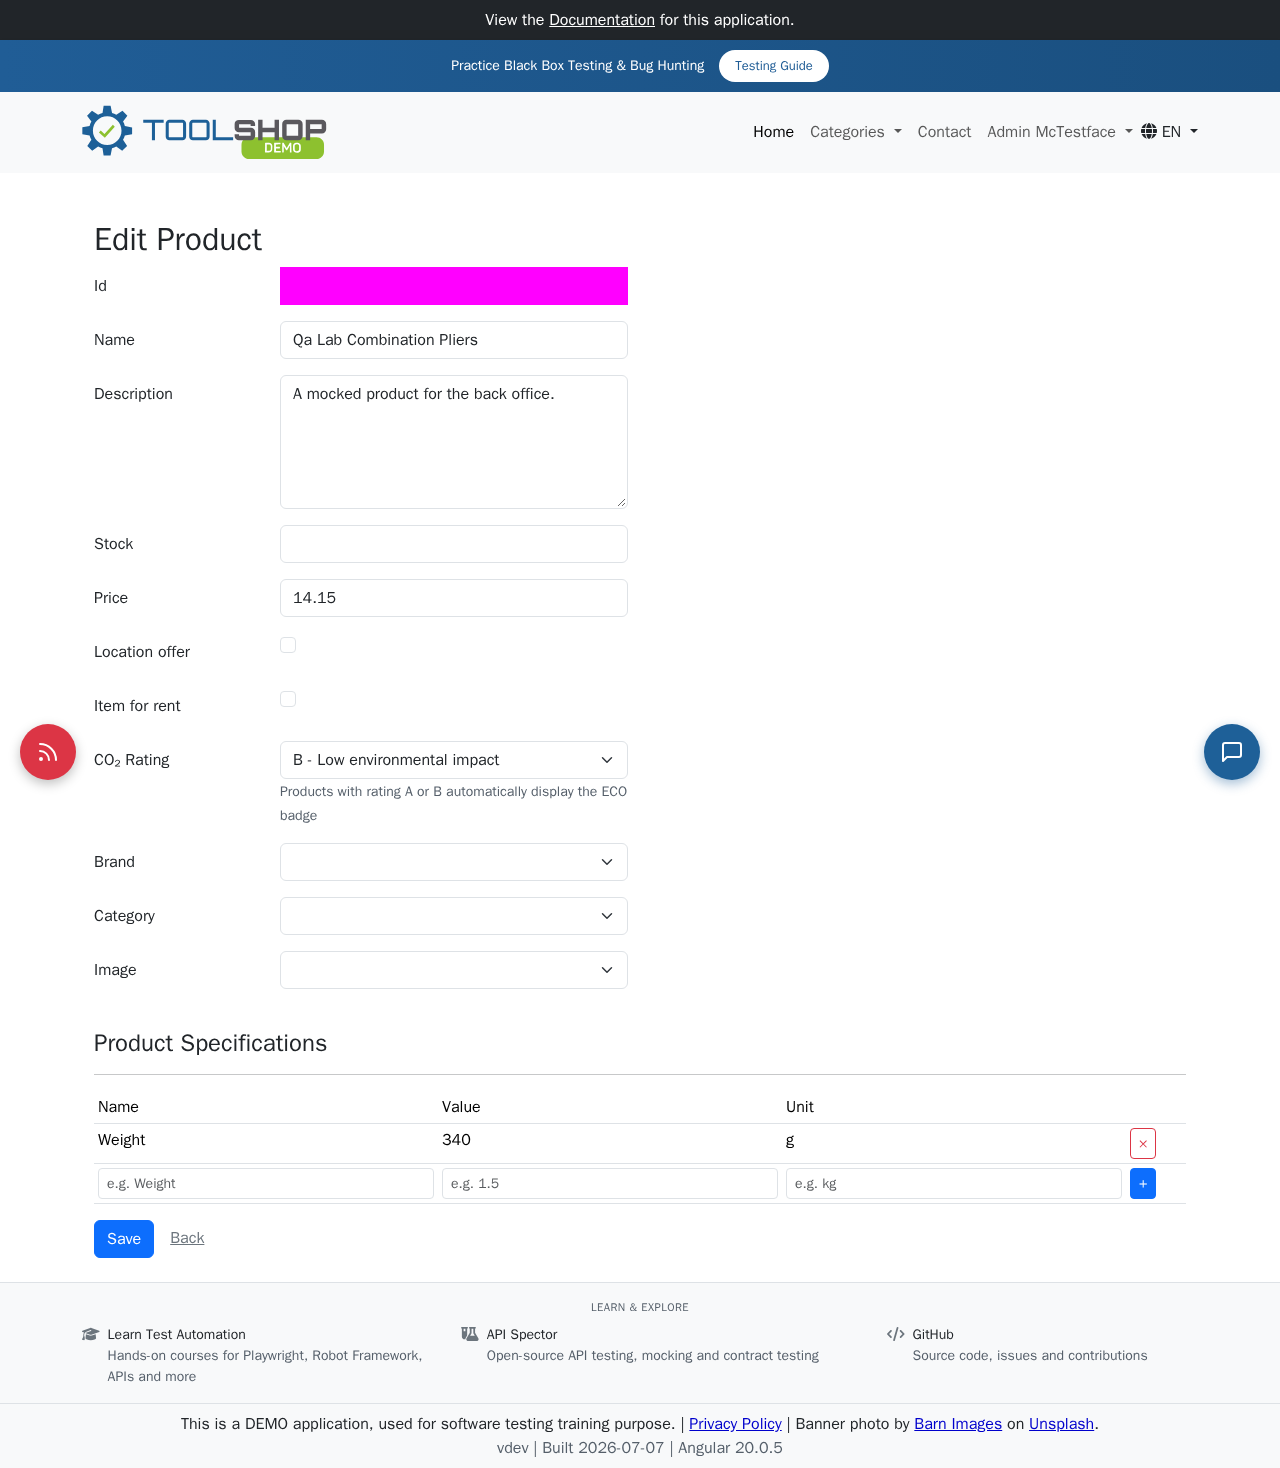 View the Documentation for this application.
Practice Black Box Testing & Bug Hunting Testing Guide
TOOLSHOP
DEMO
Home Categories Contact Admin McTestface EN
Edit Product
Id
Name Qa Lab Combination Pliers
Description A mocked product for the back office.
Stock
Price 14.15
Location offer
Item for rent
CO₂ Rating B - Low environmental impact
Products with rating A or B automatically display the ECO
badge
Brand
Category
Image
Product Specifications
Name Value Unit
Weight 340 g ×
e.g. Weight e.g. 1.5 e.g. kg +
Save Back
LEARN & EXPLORE
Learn Test Automation
Hands-on courses for Playwright, Robot Framework,
APIs and more
API Spector
Open-source API testing, mocking and contract testing
GitHub
Source code, issues and contributions
This is a DEMO application, used for software testing training purpose. | Privacy Policy | Banner photo by Barn Images on Unsplash.
vdev | Built 2026-07-07 | Angular 20.0.5